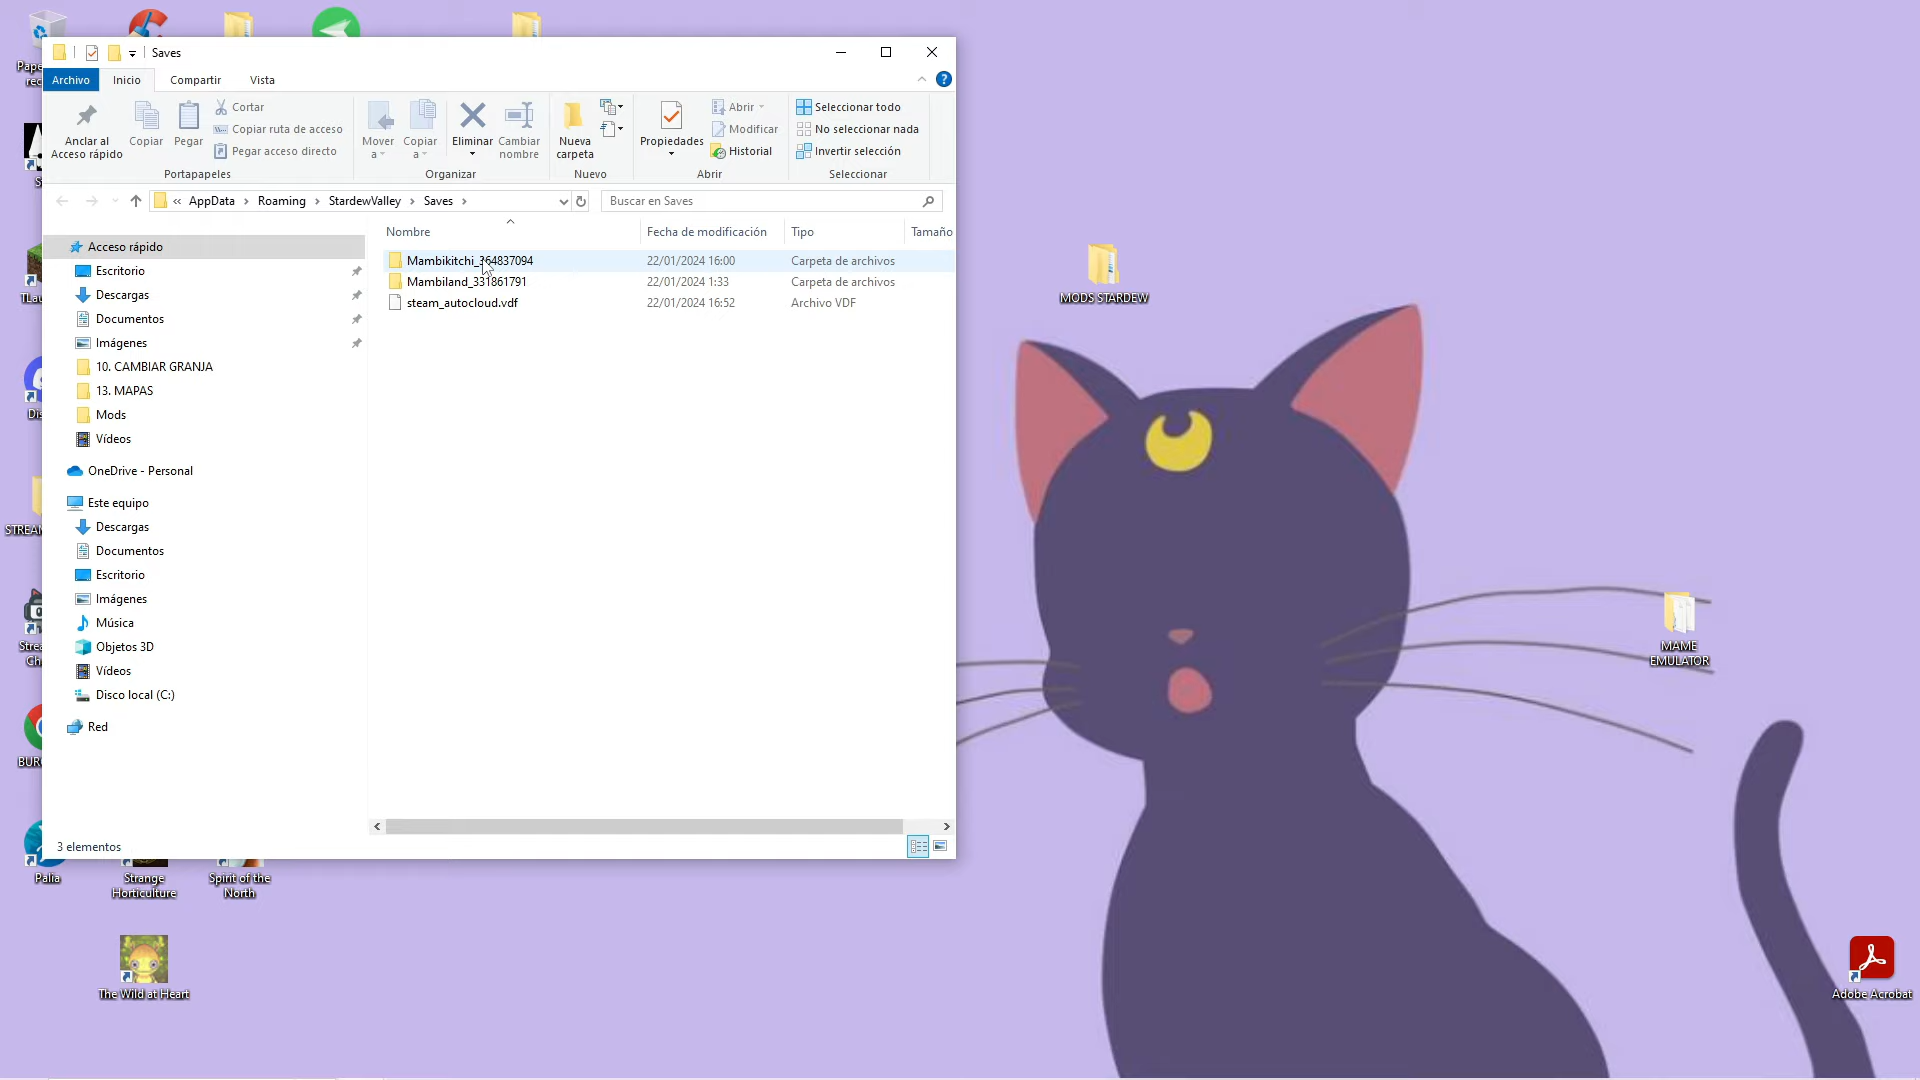 Saves
Archivo
Inicio
Compartir
Vista
Anclar al
Acceso rápido
Copiar
Pegar
Cortar
Copiar ruta de acceso
Pegar acceso directo
Portapapeles
Mover
a
Copiar
a
Eliminar
Cambiar
nombre
Organizar
Nueva
carpeta
Nuevo
Propiedades
Abrir
Modificar
Historial
Abrir
Seleccionar todo
No seleccionar nada
Invertir selección
Seleccionar
« AppData › Roaming › StardewValley › Saves ›
Buscar en Saves
Nombre Fecha de modificación Tipo Tamaño
Mambikitchi_364837094 22/01/2024 16:00 Carpeta de archivos
Mambiland_331861791 22/01/2024 1:33 Carpeta de archivos
steam_autocloud.vdf 22/01/2024 16:52 Archivo VDF
Acceso rápido
Escritorio
Descargas
Documentos
Imágenes
10. CAMBIAR GRANJA
13. MAPAS
Mods
Vídeos
OneDrive - Personal
Este equipo
Descargas
Documentos
Escritorio
Imágenes
Música
Objetos 3D
Vídeos
Disco local (C:)
Red
3 elementos
MODS STARDEW
MAME
EMULATOR
Palia
Strange
Horticulture
Spirit of the
North
The Wild at Heart
Adobe Acrobat